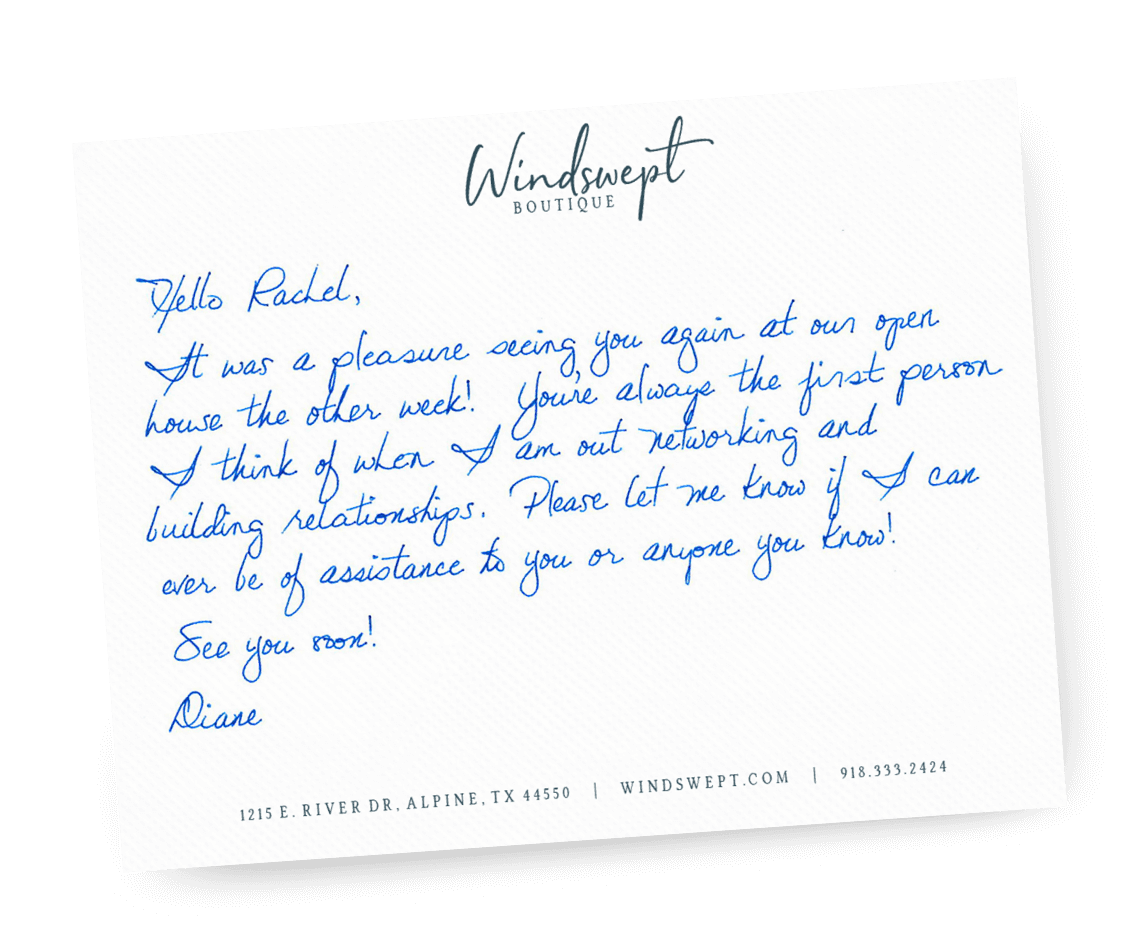 Windswept
BOUTIQUE
Hello Rachel,
It was a pleasure seeing you again at our open
house the other week! You're always the first person
I think of when I am out networking and
building relationships. Please let me know if I can
ever be of assistance to you or anyone you know!
See you soon!
Diane
1215 E. RIVER DR, ALPINE, TX 44550 | WINDSWEPT.COM | 918.333.2424